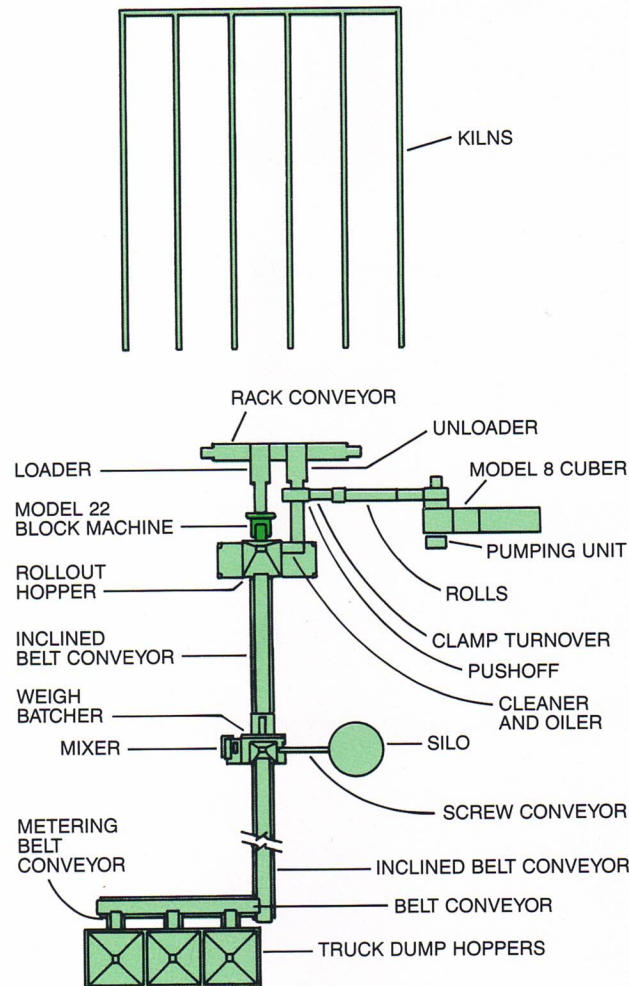 KILNS
RACK CONVEYOR
UNLOADER
LOADER
MODEL 8 CUBER
MODEL 22
BLOCK MACHINE
PUMPING UNIT
ROLLOUT
HOPPER
ROLLS
CLAMP TURNOVER
INCLINED
BELT CONVEYOR
PUSHOFF
WEIGH
BATCHER
CLEANER
AND OILER
MIXER
SILO
SCREW CONVEYOR
METERING
BELT
CONVEYOR
INCLINED BELT CONVEYOR
BELT CONVEYOR
TRUCK DUMP HOPPERS